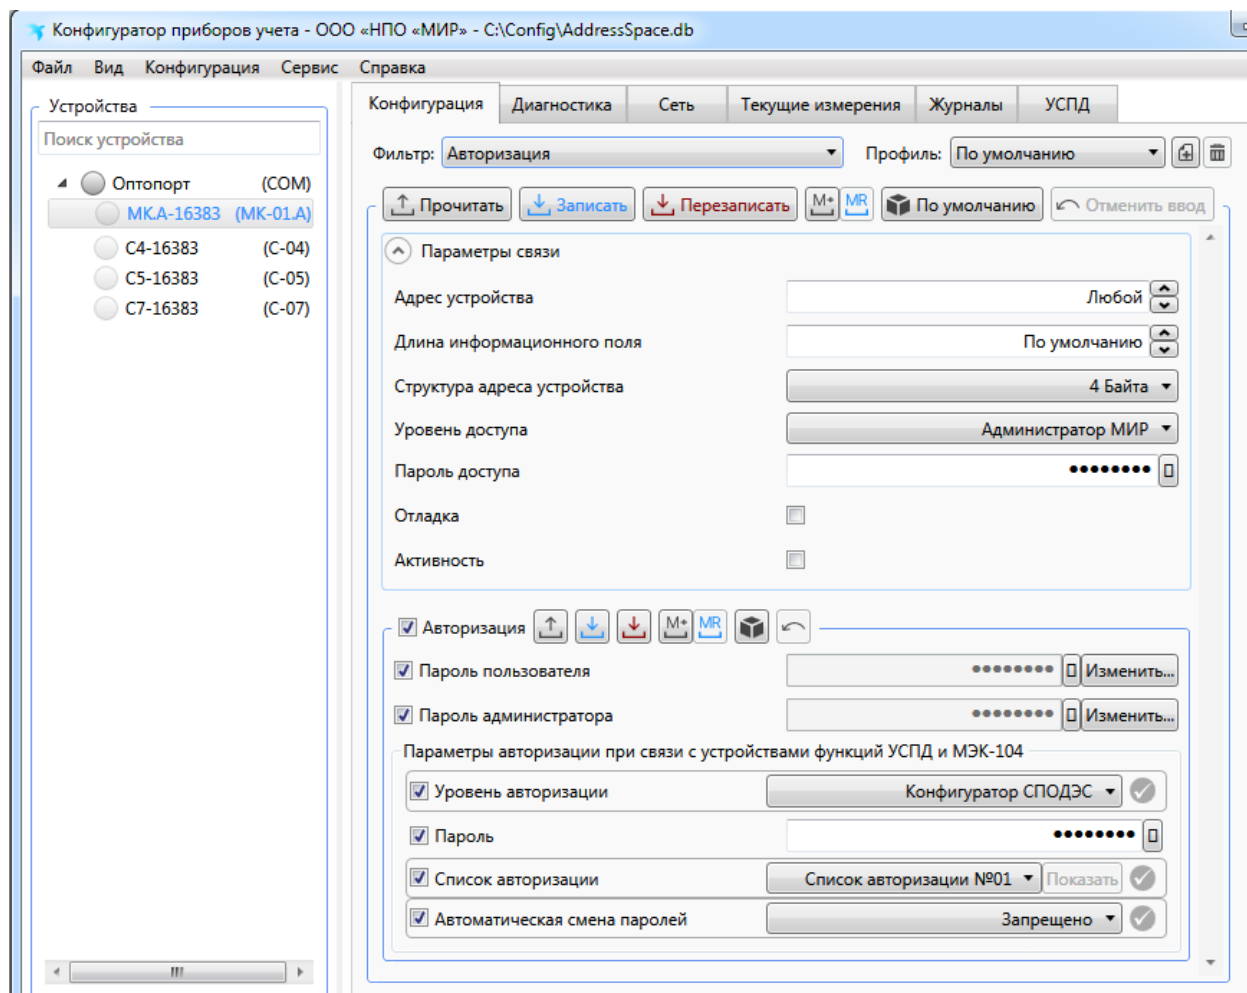 Конфигуратор приборов учета - ООО «НПО «МИР» - C:\Config\AddressSpace.db
Файл Вид Конфигурация Сервис Справка
Устройства
Поиск устройства
Оптопорт (COM)
MK.A-16383 (MK-01.A)
C4-16383 (C-04)
C5-16383 (C-05)
C7-16383 (C-07)
Конфигурация Диагностика Сеть Текущие измерения Журналы УСПД
Фильтр: Авторизация Профиль: По умолчанию
Прочитать Записать Перезаписать M+ MR По умолчанию Отменить ввод
Параметры связи
Адрес устройства Любой
Длина информационного поля По умолчанию
Структура адреса устройства 4 Байта
Уровень доступа Администратор МИР
Пароль доступа ••••••••
Отладка
Активность
Авторизация M+ MR
Пароль пользователя •••••••• Изменить...
Пароль администратора •••••••• Изменить...
Параметры авторизации при связи с устройствами функций УСПД и МЭК-104
Уровень авторизации Конфигуратор СПОДЭС
Пароль ••••••••
Список авторизации Список авторизации №01 Показать
Автоматическая смена паролей Запрещено